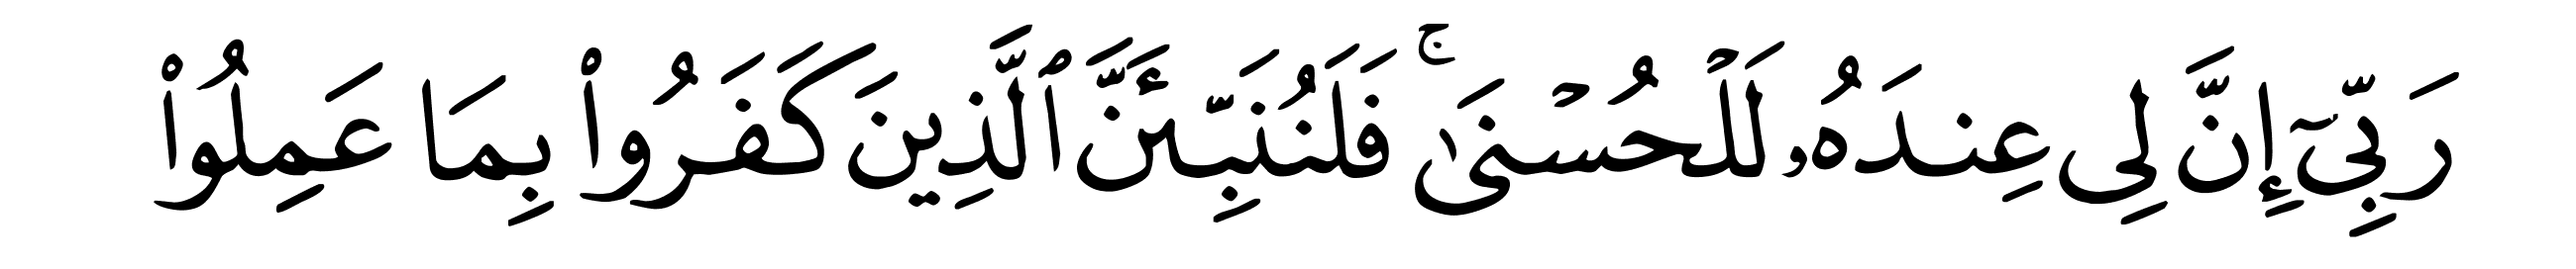 رَبِّيٓ إِنَّ لِي عِندَهُۥ لَلۡحُسۡنَىٰۚ فَلَنُنَبِّئَنَّ ٱلَّذِينَ كَفَرُواْ بِمَا عَمِلُواْ